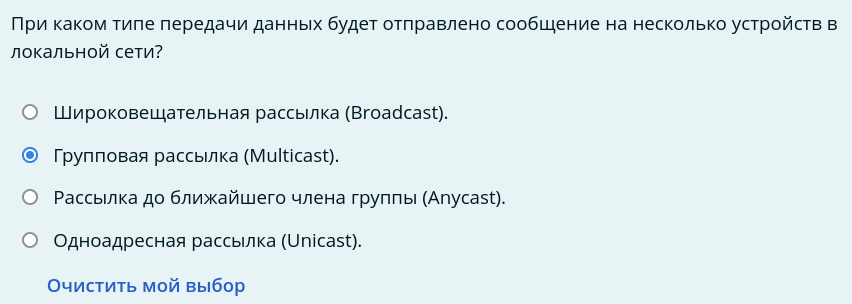 При каком типе передачи данных будет отправлено сообщение на несколько устройств в
локальной сети?
Широковещательная рассылка (Broadcast).
Групповая рассылка (Multicast).
Рассылка до ближайшего члена группы (Anycast).
Одноадресная рассылка (Unicast).
Очистить мой выбор